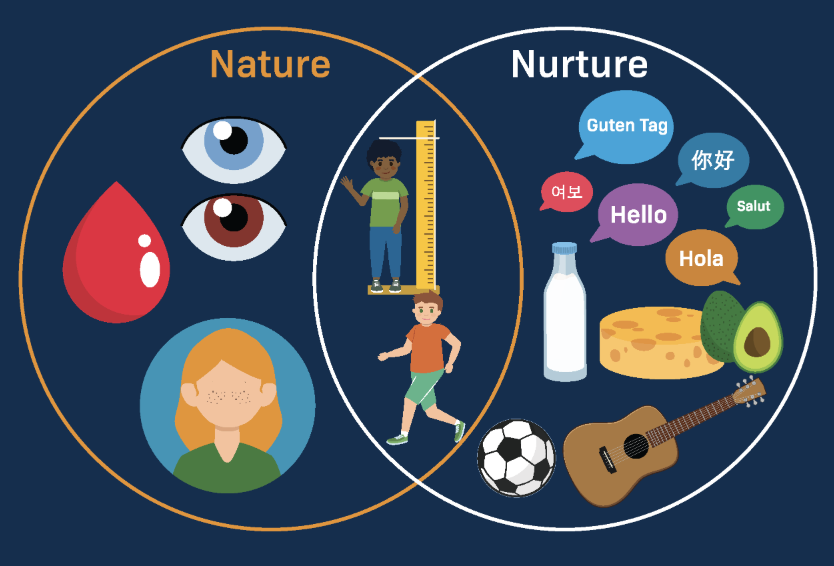 Nature
Nurture
Guten Tag
你好
여보
Hello
Salut
Hola